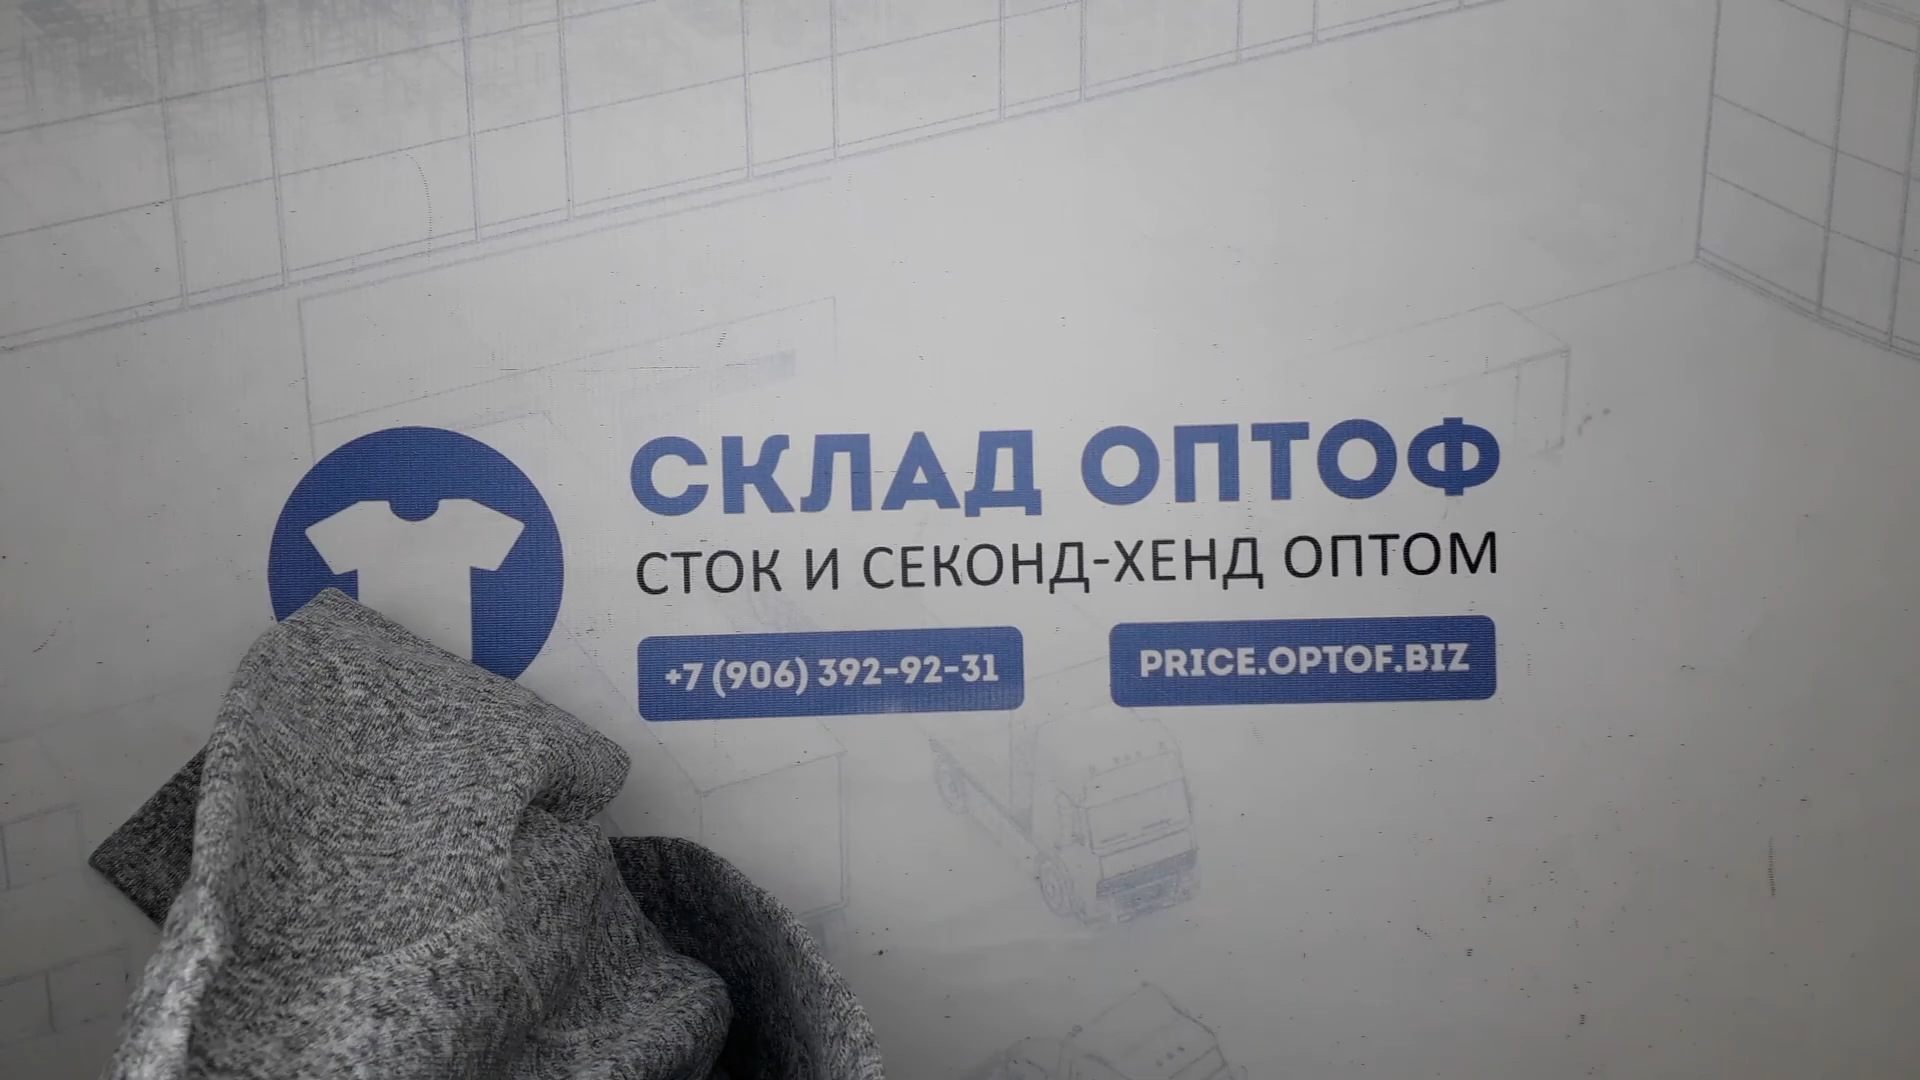 СКЛАД ОПТОФ
СТОК И СЕКОНД-ХЕНД ОПТОМ
+7 (906) 392-92-31
PRICE.OPTOF.BIZ